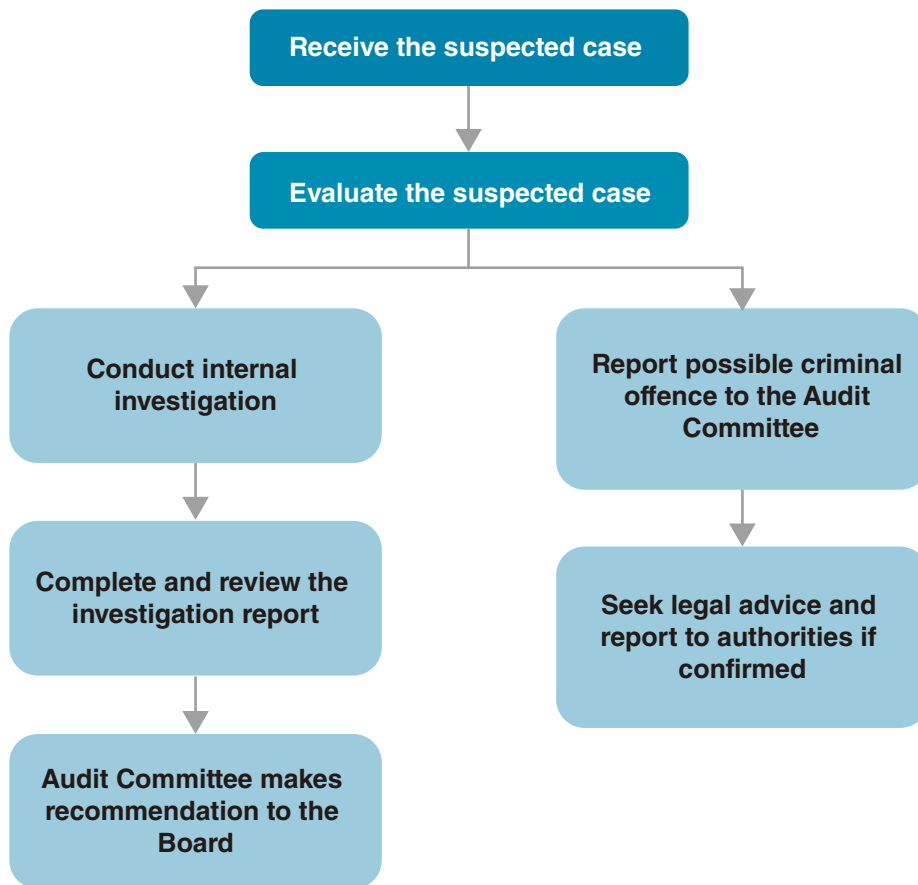 Receive the suspected case
Evaluate the suspected case
Conduct internal
investigation
Complete and review the
investigation report
Audit Committee makes
recommendation to the
Board
Report possible criminal
offence to the Audit
Committee
Seek legal advice and
report to authorities if
confirmed